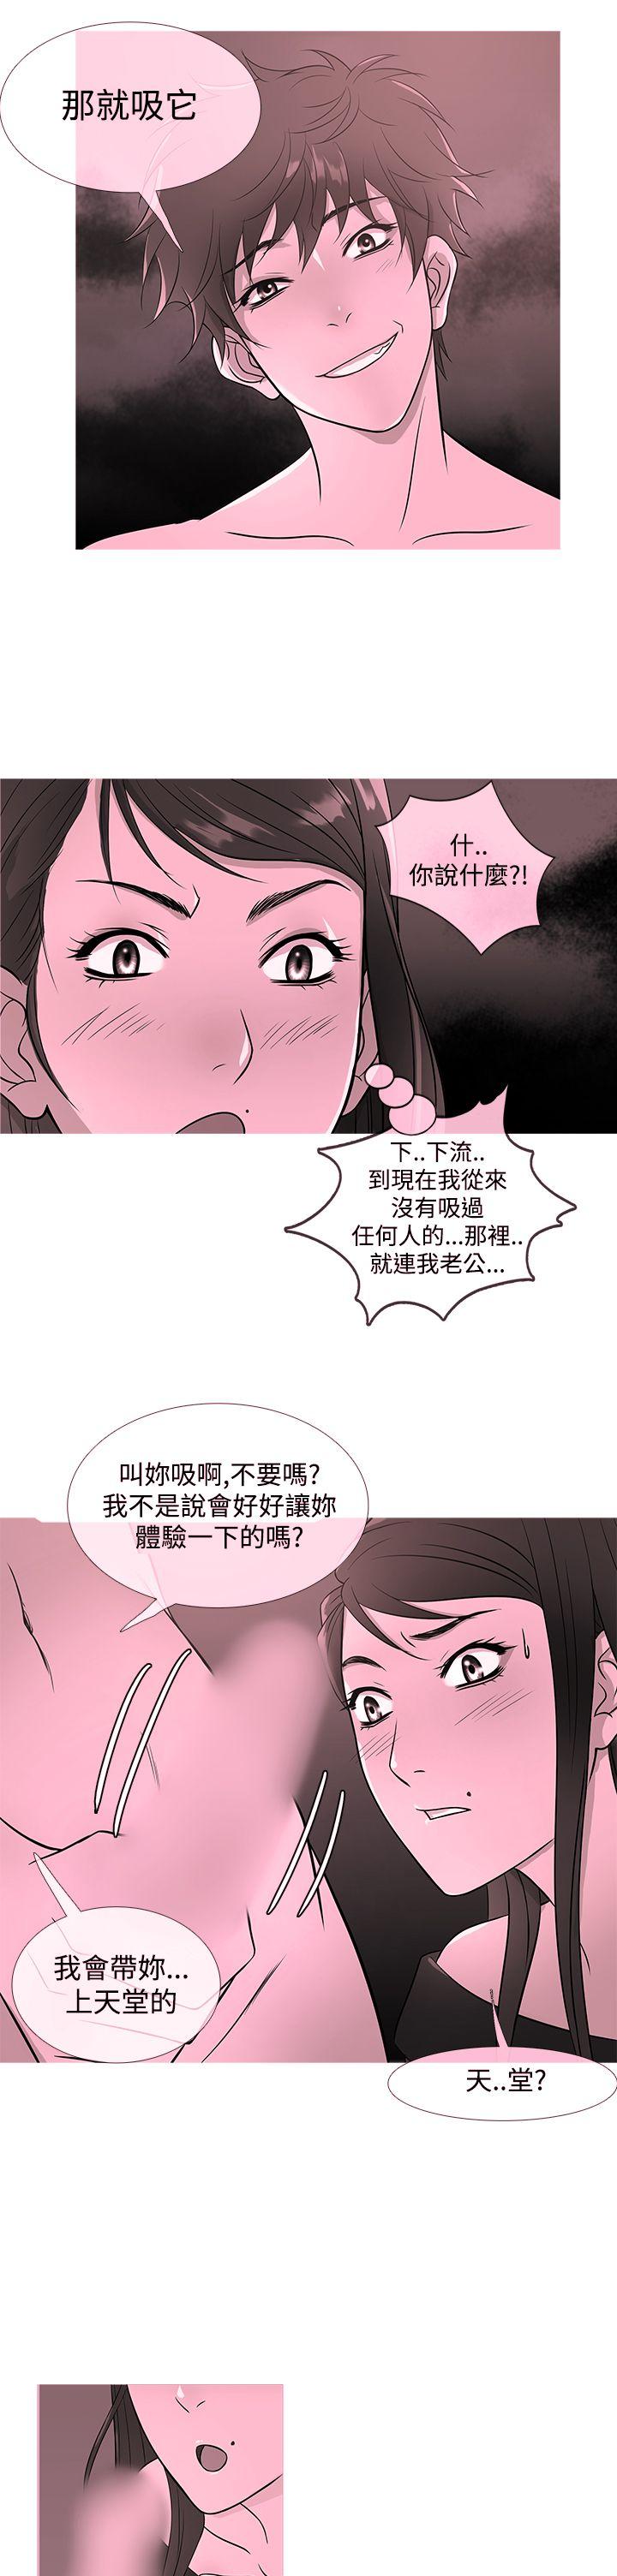 那就吸它
什..
你說什麼?!
下..下流..
到現在我從來
沒有吸過
任何人的...那裡..
就連我老公...
叫妳吸啊,不要嗎?
我不是說會好好讓妳
體驗一下的嗎?
我會帶妳...
上天堂的
天..堂?